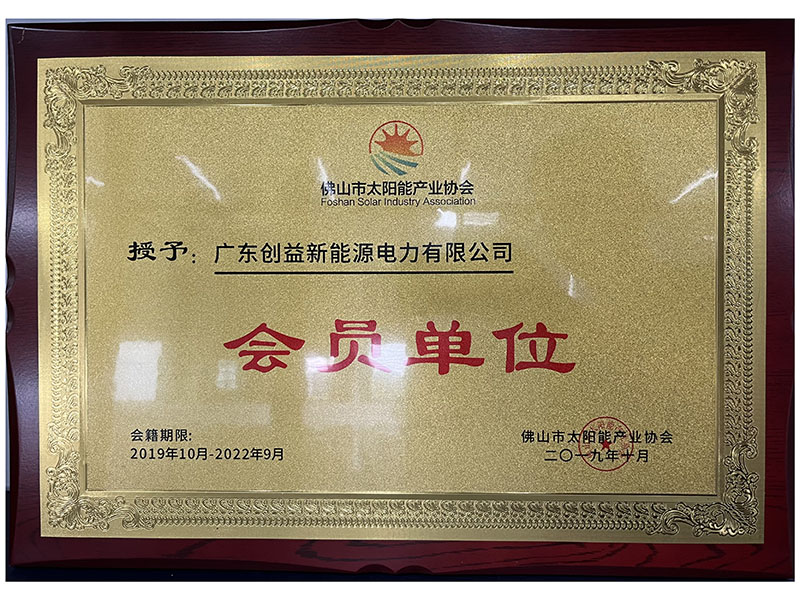 佛山市太阳能产业协会
Foshan Solar Industry Association
授予：广东创益新能源电力有限公司
会员单位
会籍期限:
2019年10月-2022年9月
佛山市太阳能产业协会
二〇一九年十月